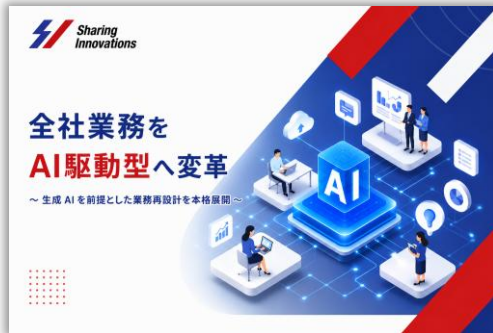 Sharing
Innovations
全社業務を
AI駆動型へ変革
～ 生成 AI を前提とした業務再設計を本格展開 ～
AI